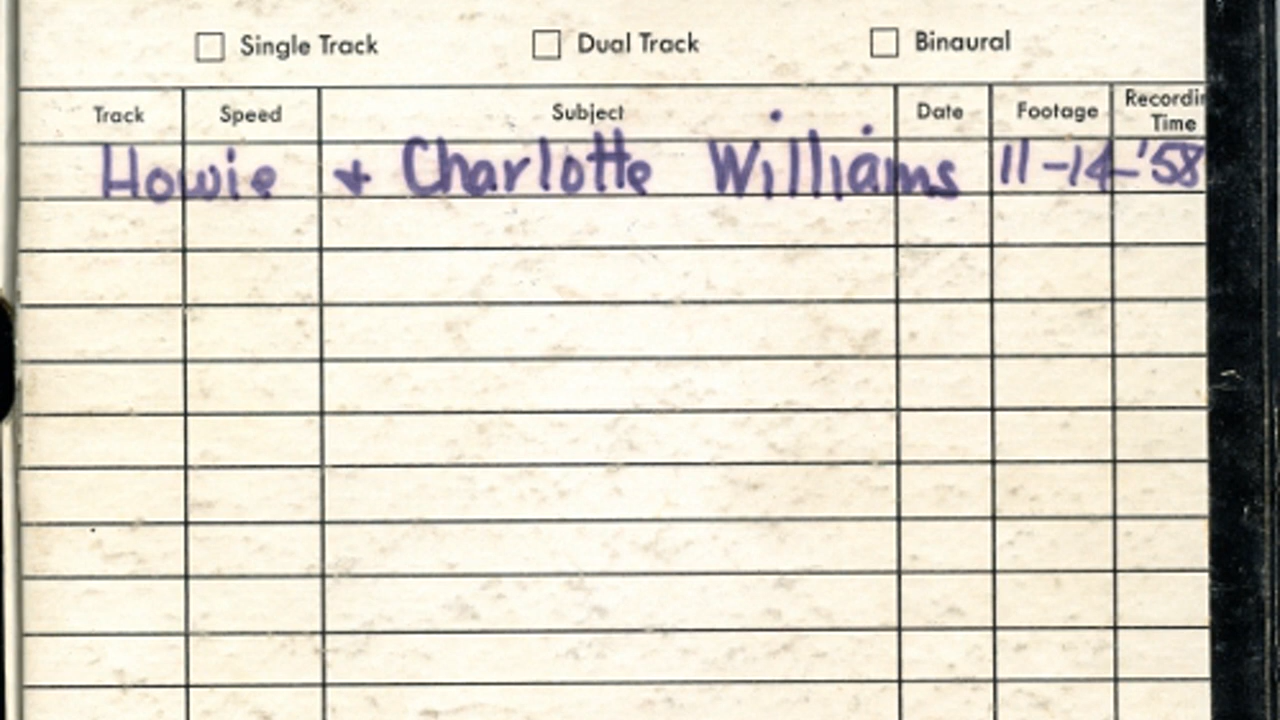 Single Track Dual Track Binaural
Track Speed Subject Date Footage Recordin
Time
Howie + Charlotte Williams 11-14-'58